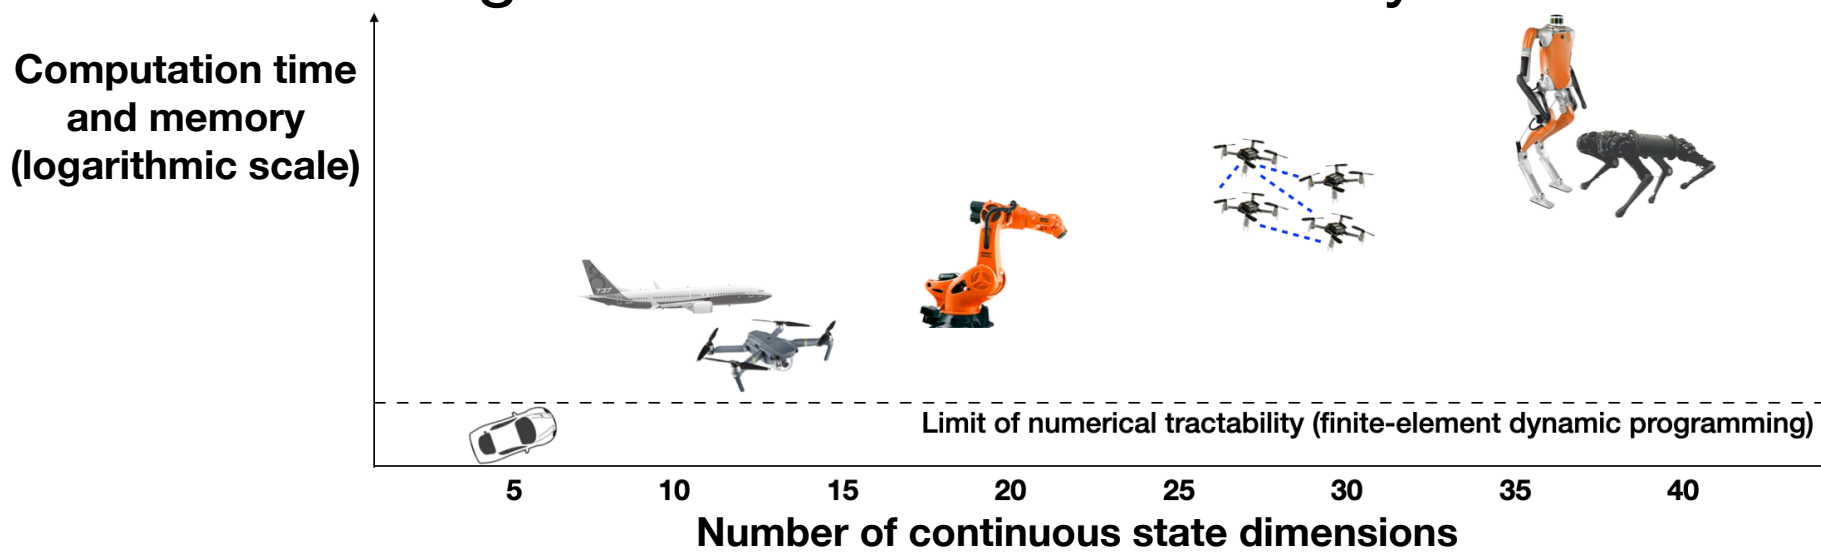 Computation time
and memory
(logarithmic scale)
737
Limit of numerical tractability (finite-element dynamic programming)
5 10 15 20 25 30 35 40
Number of continuous state dimensions